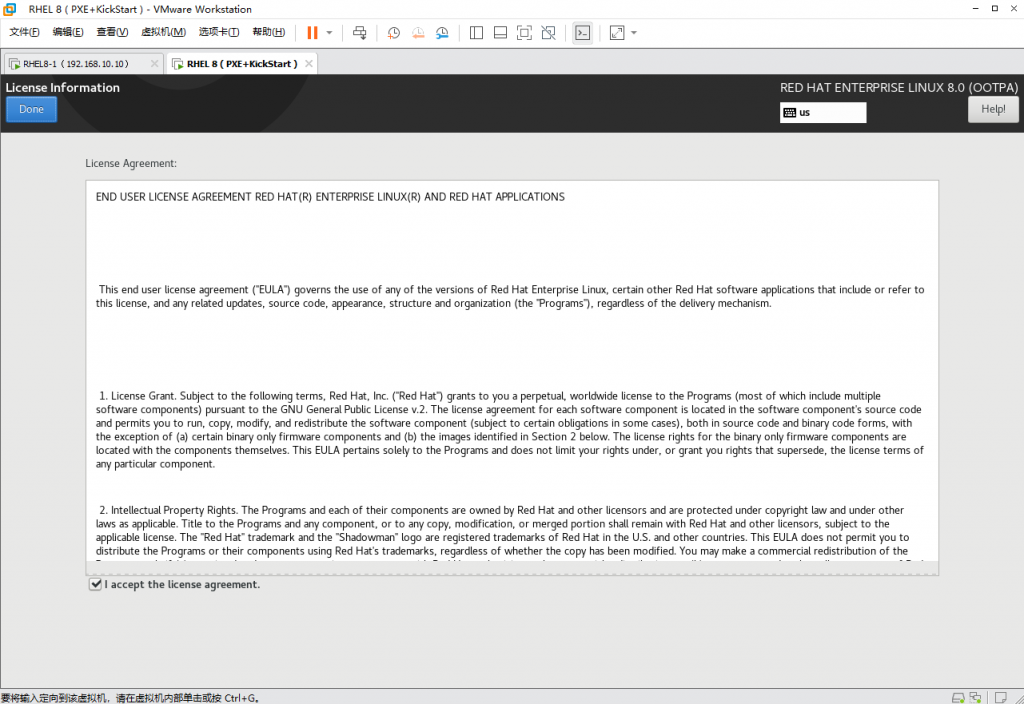 RHEL 8 ( PXE+KickStart ) - VMware Workstation
文件(F) 编辑(E) 查看(V) 虚拟机(M) 选项卡(T) 帮助(H)
RHEL8-1 ( 192.168.10.10 ) RHEL 8 ( PXE+KickStart )
License Information
RED HAT ENTERPRISE LINUX 8.0 (OOTPA)
Done
us
Help!
License Agreement:
END USER LICENSE AGREEMENT RED HAT(R) ENTERPRISE LINUX(R) AND RED HAT APPLICATIONS
This end user license agreement ("EULA") governs the use of any of the versions of Red Hat Enterprise Linux, certain other Red Hat software applications that include or refer to
this license, and any related updates, source code, appearance, structure and organization (the "Programs"), regardless of the delivery mechanism.
1. License Grant. Subject to the following terms, Red Hat, Inc. ("Red Hat") grants to you a perpetual, worldwide license to the Programs (most of which include multiple
software components) pursuant to the GNU General Public License v.2. The license agreement for each software component is located in the software component's source code
and permits you to run, copy, modify, and redistribute the software component (subject to certain obligations in some cases), both in source code and binary code forms, with
the exception of (a) certain binary only firmware components and (b) the images identified in Section 2 below. The license rights for the binary only firmware components are
located with the components themselves. This EULA pertains solely to the Programs and does not limit your rights under, or grant you rights that supersede, the license terms of
any particular component.
2. Intellectual Property Rights. The Programs and each of their components are owned by Red Hat and other licensors and are protected under copyright law and under other
laws as applicable. Title to the Programs and any component, or to any copy, modification, or merged portion shall remain with Red Hat and other licensors, subject to the
applicable license. The "Red Hat" trademark and the "Shadowman" logo are registered trademarks of Red Hat in the U.S. and other countries. This EULA does not permit you to
distribute the Programs or their components using Red Hat's trademarks, regardless of whether the copy has been modified. You may make a commercial redistribution of the
I accept the license agreement.
要将输入定向到该虚拟机，请在虚拟机内部单击或按 Ctrl+G。